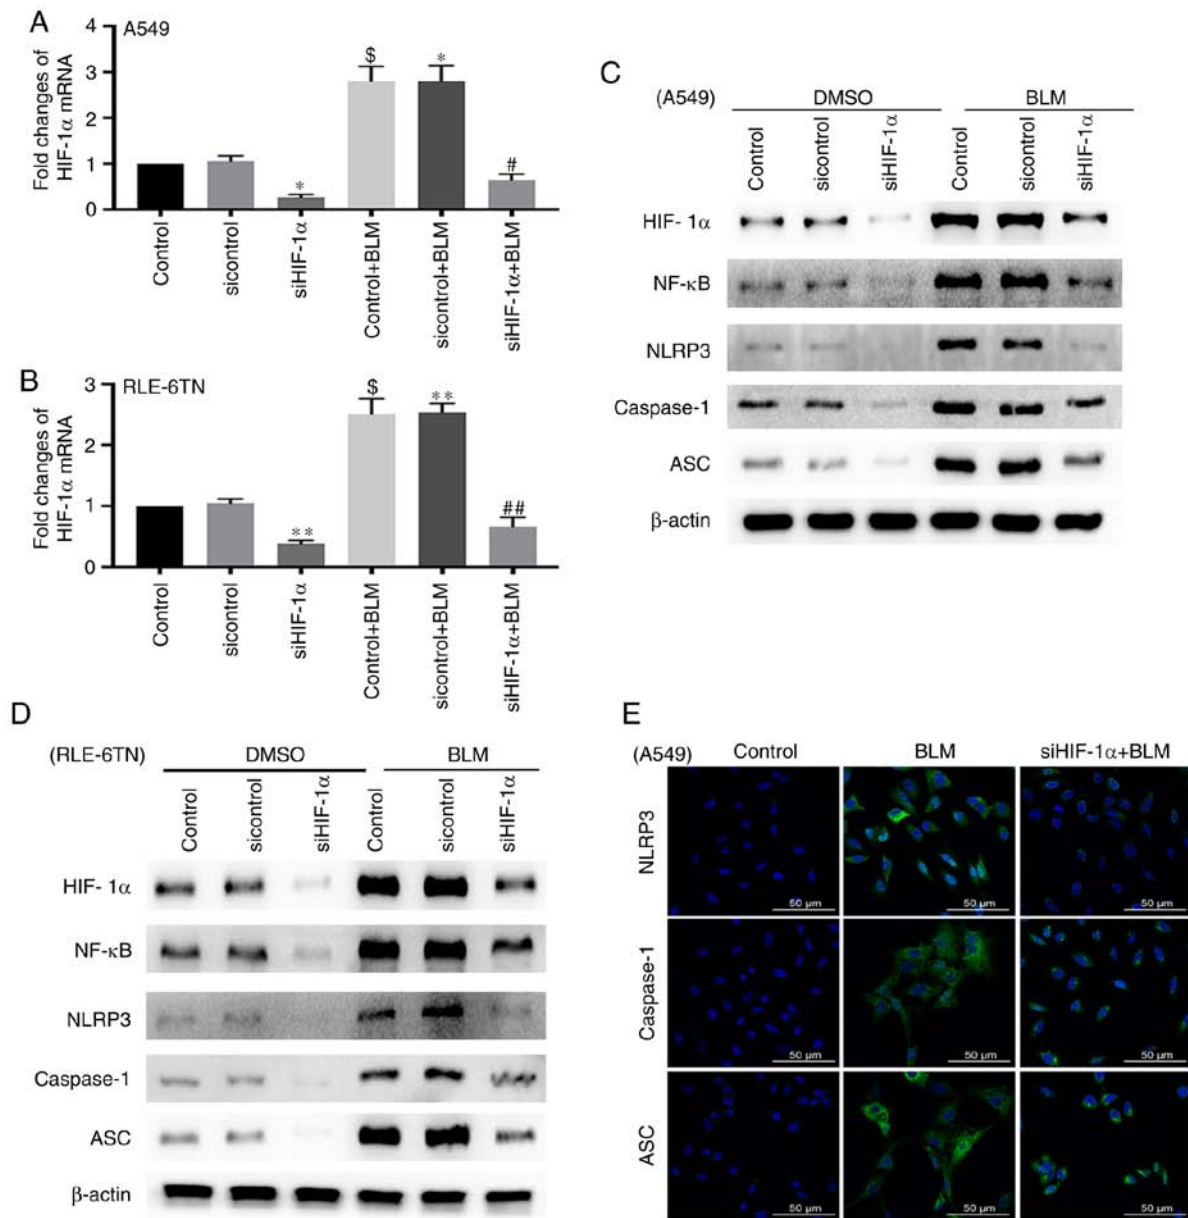 A
A549
Fold changes of
HIF-1α mRNA
4
3
2
1
0
*
$
*
#
Control
sicontrol
siHIF-1α
Control+BLM
sicontrol+BLM
siHIF-1α+BLM
B
RLE-6TN
Fold changes of
HIF-1α mRNA
3
2
1
0
**
$
**
##
Control
sicontrol
siHIF-1α
Control+BLM
sicontrol+BLM
siHIF-1α+BLM
C
(A549) DMSO BLM
Control sicontrol siHIF-1α Control sicontrol siHIF-1α
HIF- 1α
NF-κB
NLRP3
Caspase-1
ASC
β-actin
D
(RLE-6TN) DMSO BLM
Control sicontrol siHIF-1α Control sicontrol siHIF-1α
HIF- 1α
NF-κB
NLRP3
Caspase-1
ASC
β-actin
E
(A549) Control BLM siHIF-1α+BLM
NLRP3
50 µm 50 µm 50 µm
Caspase-1
50 µm 50 µm 50 µm
ASC
50 µm 50 µm 50 µm